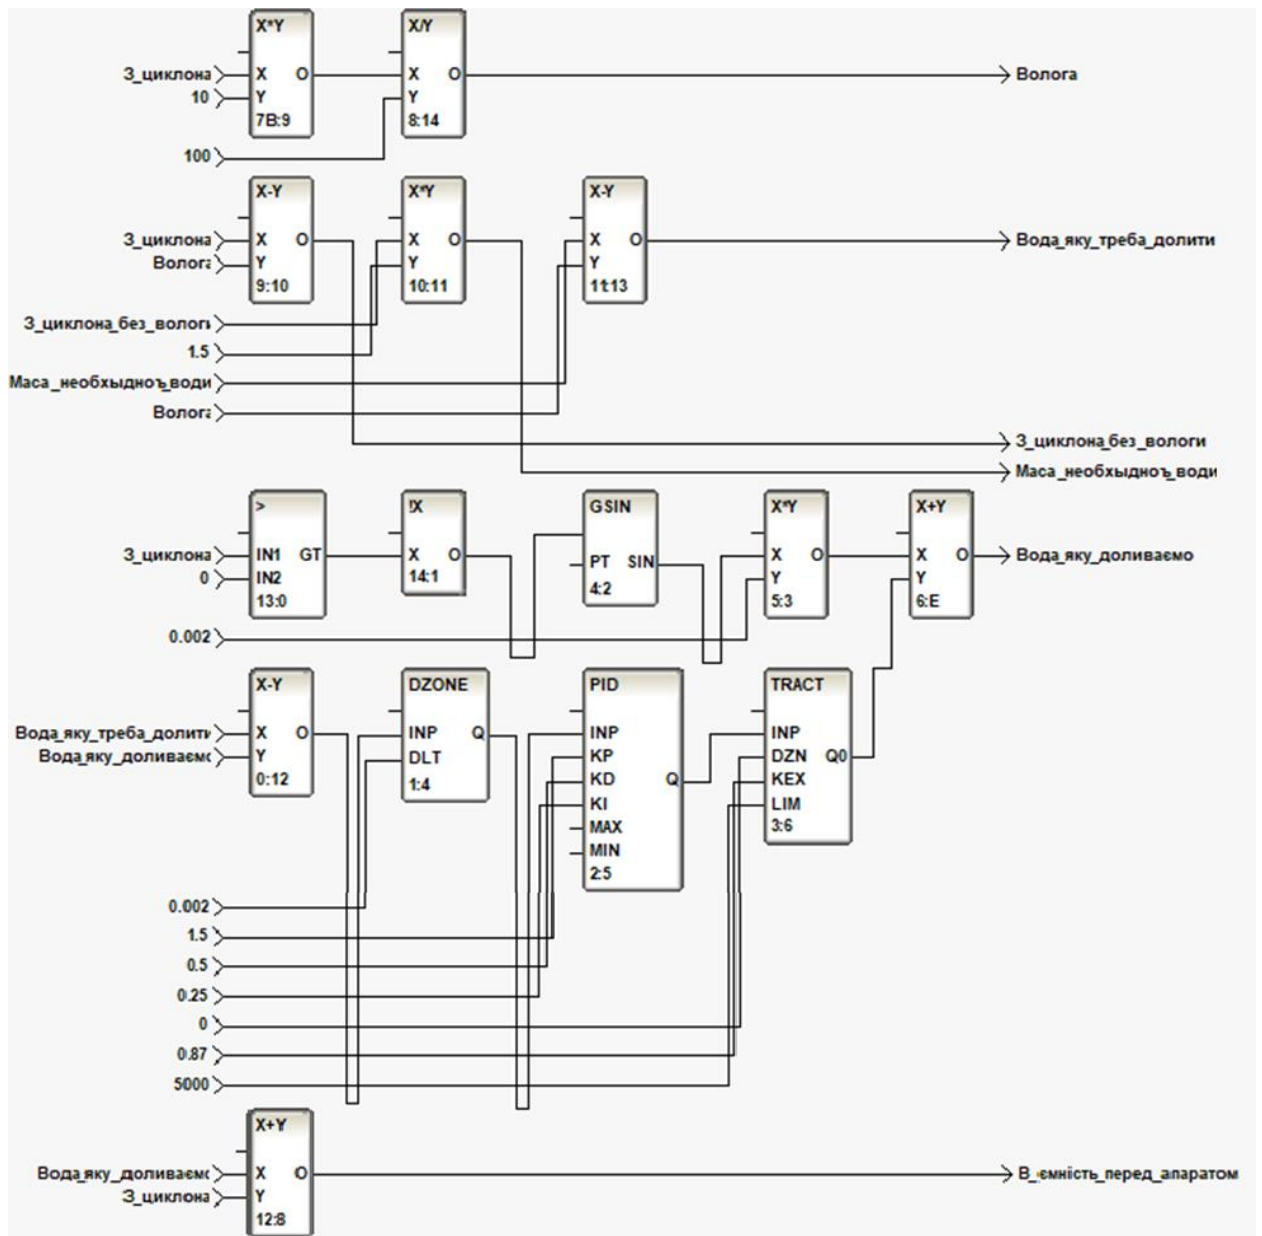 X*Y
X/Y
З_циклона
X
O
X
O
Волога
10
Y
Y
7B:9
8:14
100
X-Y
X*Y
X-Y
З_циклона
X
O
X
O
X
O
Вода_яку_треба_долити
Волога
Y
Y
Y
9:10
10:11
11:13
З_циклона_без_вологи
1.5
Маса_необхыдноъ_води
Волога
З_циклона_без_вологи
Маса_необхыдноъ_води
>
!X
GSIN
X*Y
X+Y
З_циклона
IN1
GT
X
O
PT
SIN
X
O
X
O
Вода_яку_доливаємо
0
IN2
14:1
4:2
Y
Y
13:0
5:3
6:E
0.002
X-Y
DZONE
PID
TRACT
Вода_яку_треба_долити
X
O
INP
Q
INP
INP
Вода_яку_доливаємо
Y
DLT
KP
DZN
Q0
0:12
1:4
KD
Q
KEX
KI
LIM
MAX
3:6
MIN
2:5
0.002
1.5
0.5
0.25
0
0.87
5000
X+Y
Вода_яку_доливаємо
X
O
В_ємність_перед_апаратом
З_циклона
Y
12:8